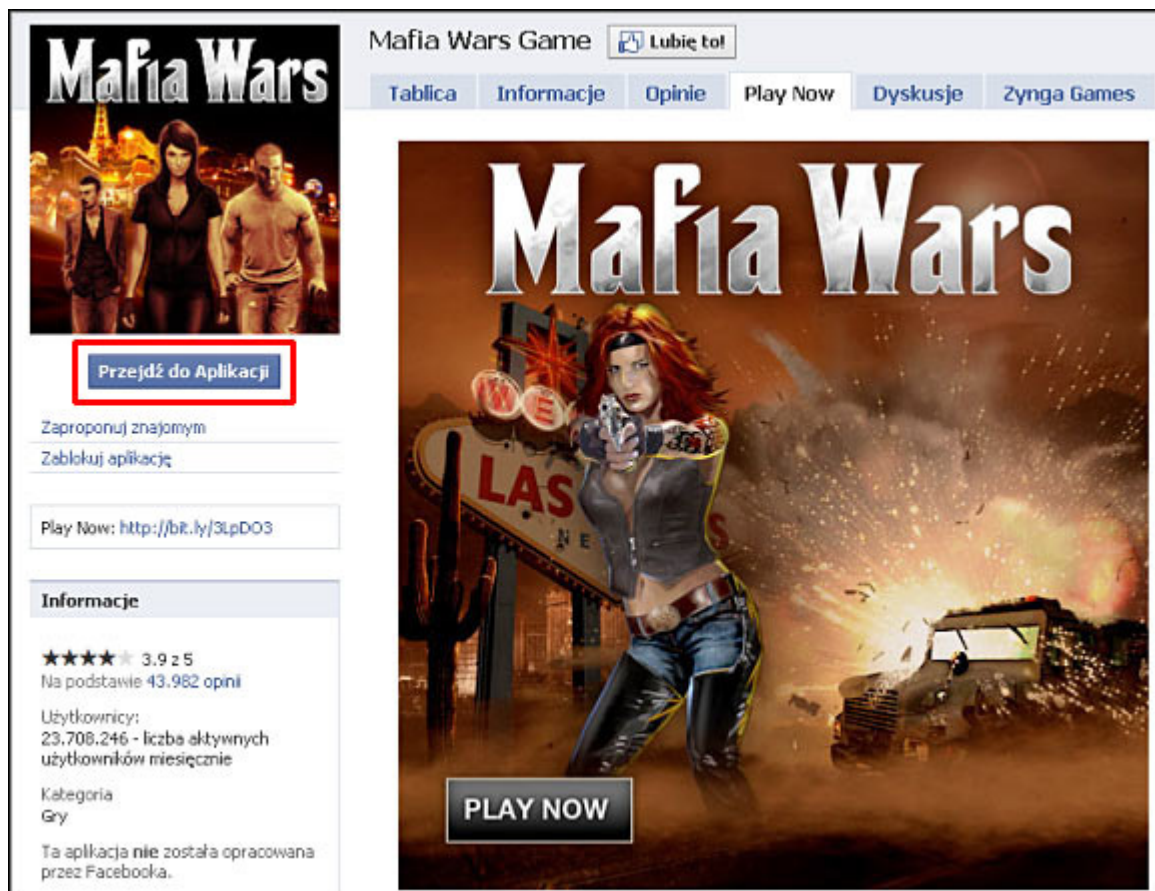 Mafia Wars
Mafia Wars Game
Lubię to!
Tablica Informacje Opinie Play Now Dyskusje Zynga Games
Przejdź do Aplikacji
Zaproponuj znajomym
Zablokuj aplikację
Play Now: http://bit.ly/3LpDO3
Informacje
3.9 z 5
Na podstawie 43.982 opinii
Użytkownicy:
23.708.246 - liczba aktywnych
użytkowników miesięcznie
Kategoria
Gry
Ta aplikacja nie została opracowana
przez Facebooka.
Mafia Wars
WE
LAS S
NE
PLAY NOW